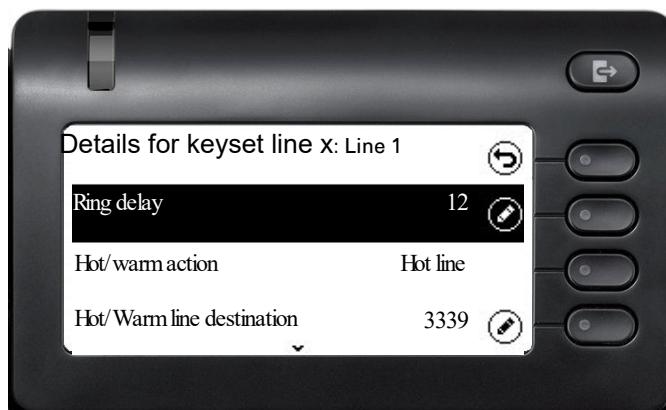 Details for keyset line x: Line 1
Ring delay 12
Hot/warm action Hot line
Hot/Warm line destination 3339